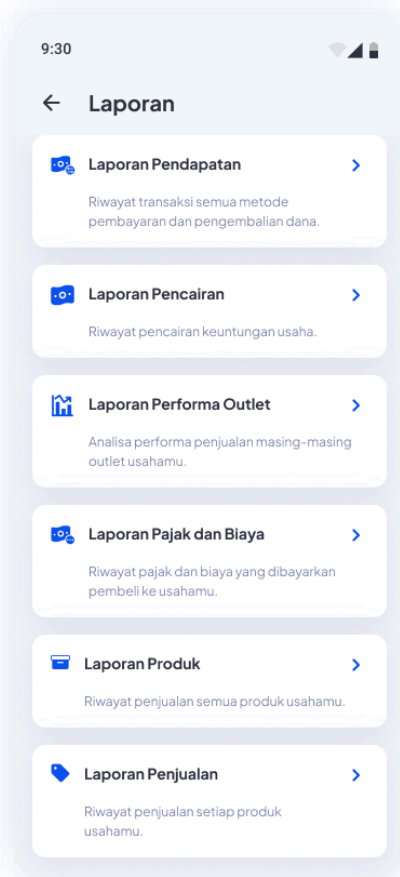 9:30
Laporan
Laporan Pendapatan
Riwayat transaksi semua metode
pembayaran dan pengembalian dana.
Laporan Pencairan
Riwayat pencairan keuntungan usaha.
Laporan Performa Outlet
Analisa performa penjualan masing-masing
outlet usahamu.
Laporan Pajak dan Biaya
Riwayat pajak dan biaya yang dibayarkan
pembeli ke usahamu.
Laporan Produk
Riwayat penjualan semua produk usahamu.
Laporan Penjualan
Riwayat penjualan setiap produk
usahamu.